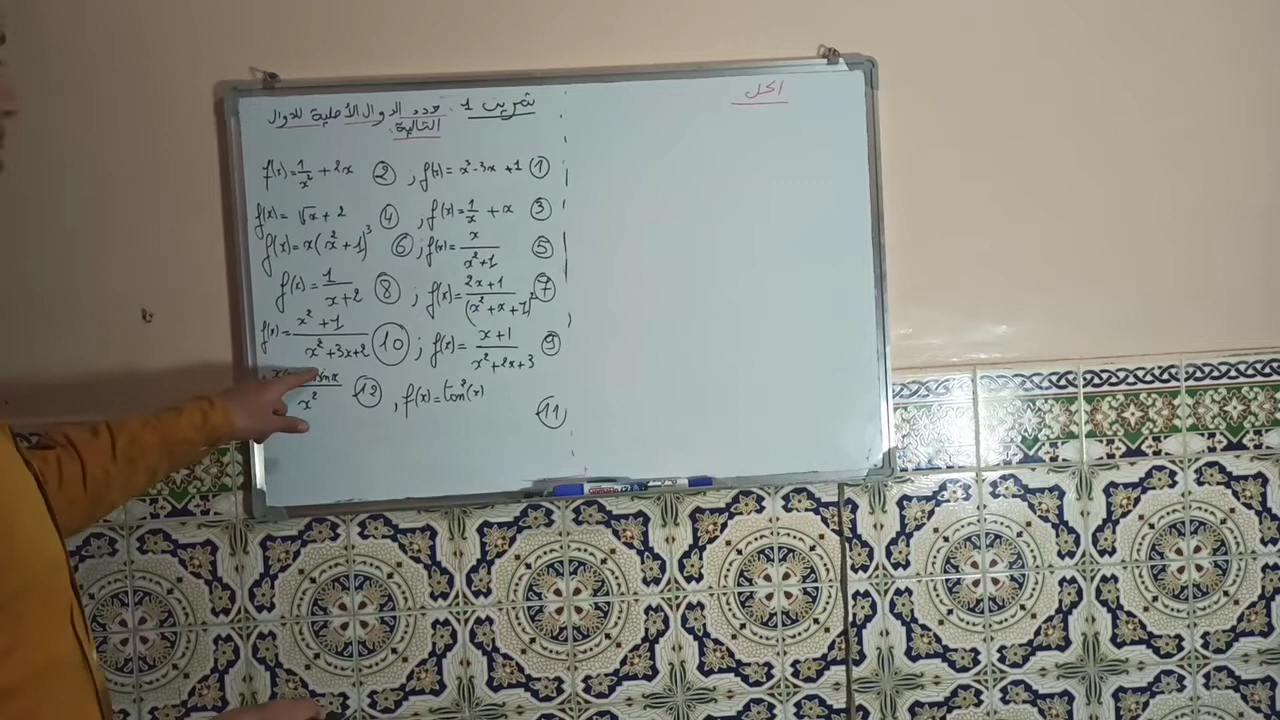 تمرين 1 : حدد الدوال الأصلية للدوال
التالية:
الحل
① f(x) = x² - 3x + 1 ; ② f(x) = 1/x² + 2x
③ f(x) = 1/x + x ; ④ f(x) = √x + 2
⑤ f(x) = x/(x²+1) ; ⑥ f(x) = x(x²+1)³
⑦ f(x) = (2x+1)/(x²+x+1)² ; ⑧ f(x) = 1/(x+2)
⑨ f(x) = (x+1)/(x²+2x+3) ; ⑩ f(x) = (x²+1)/(x²+3x+2)
⑪ f(x) = tan²(x) , ⑫ sinx / x²